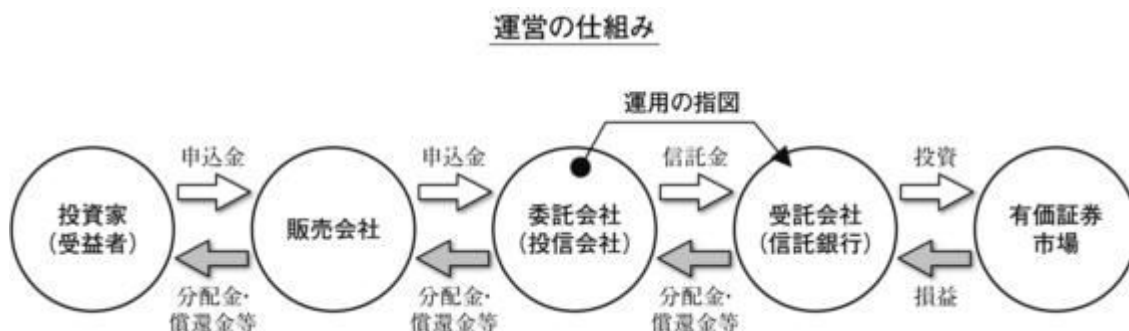 運営の仕組み
運用の指図
申込金
申込金
信託金
投資
投資家
(受益者)
販売会社
委託会社
(投信会社)
受託会社
(信託銀行)
有価証券
市場
分配金・
償還金等
分配金・
償還金等
分配金・
償還金等
損益